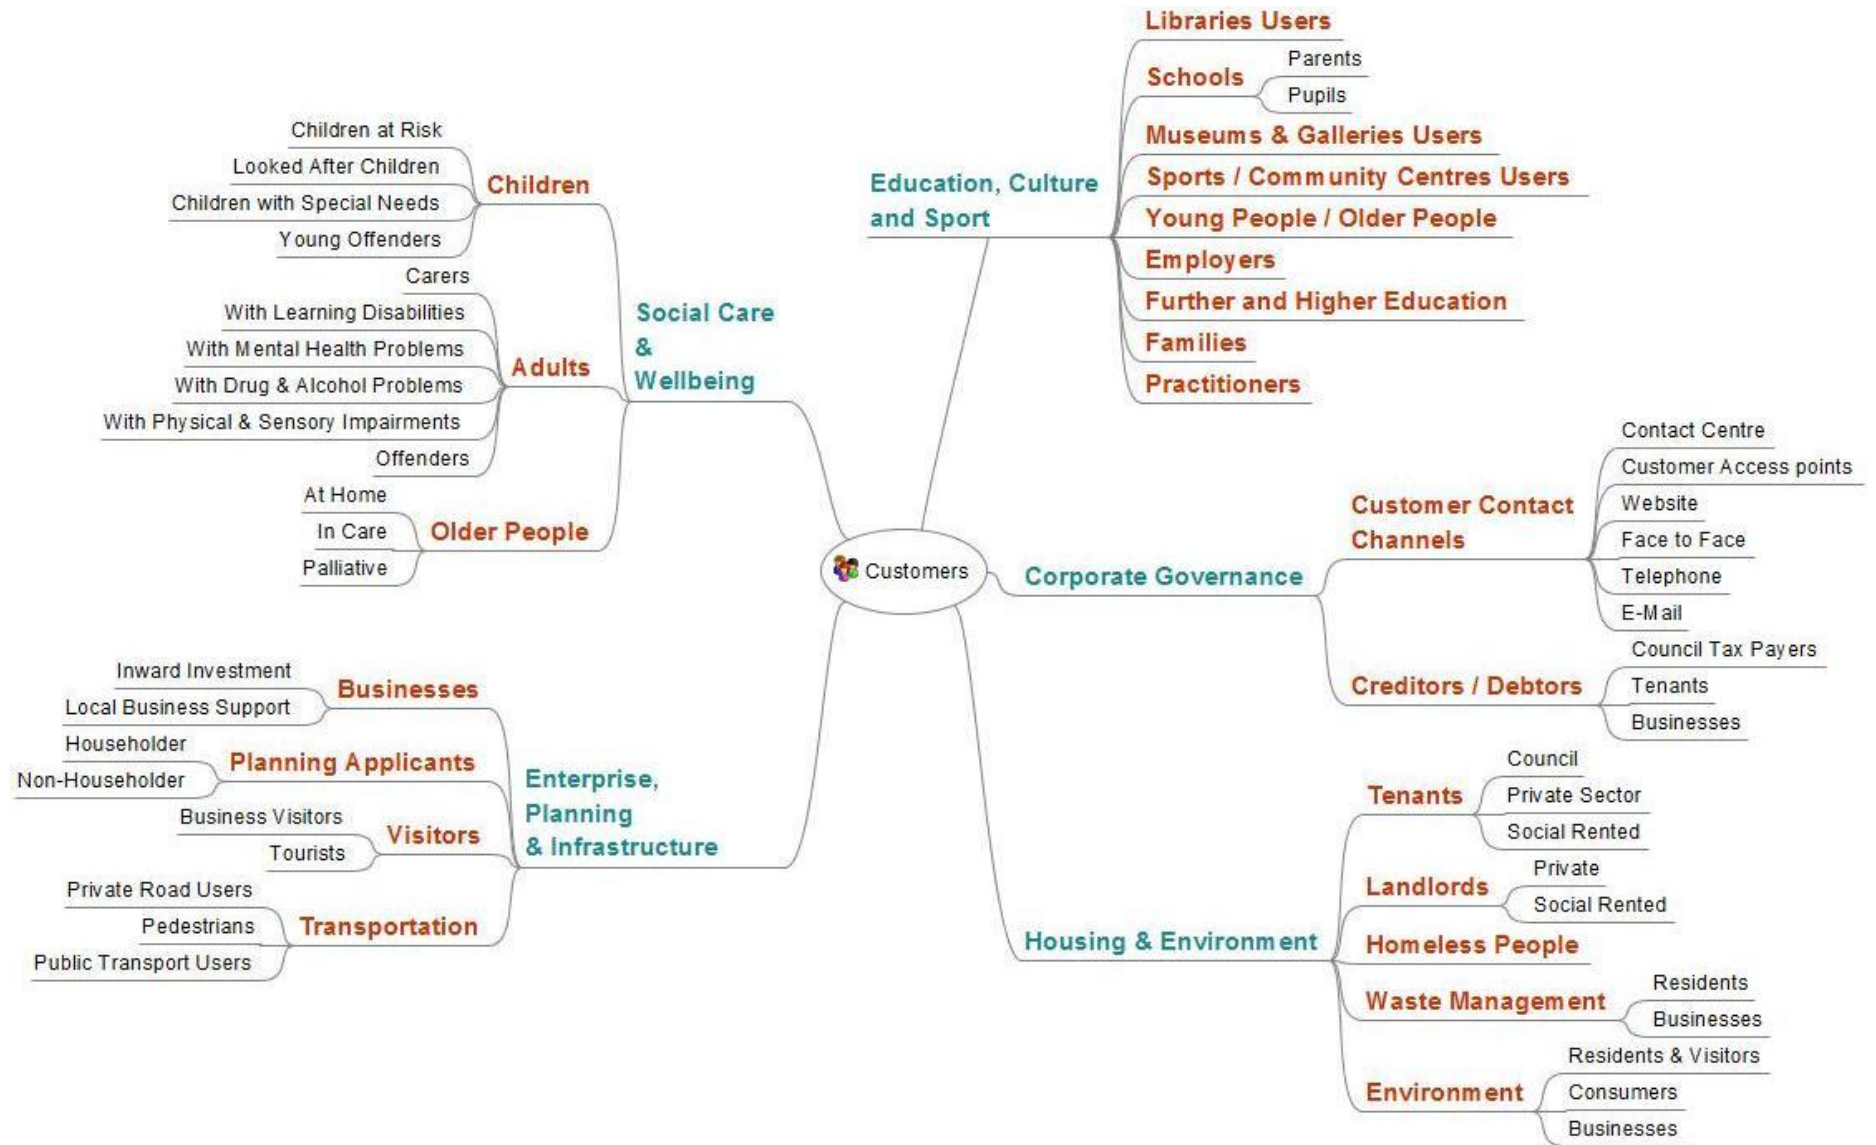 Libraries Users
Schools
Parents
Pupils
Museums & Galleries Users
Sports / Community Centres Users
Young People / Older People
Employers
Further and Higher Education
Families
Practitioners
Education, Culture
and Sport
Children at Risk
Looked After Children
Children with Special Needs
Young Offenders
Children
Carers
With Learning Disabilities
With Mental Health Problems
With Drug & Alcohol Problems
With Physical & Sensory Impairments
Offenders
Adults
At Home
In Care
Palliative
Older People
Social Care
&
Wellbeing
Customers
Corporate Governance
Customer Contact
Channels
Contact Centre
Customer Access points
Website
Face to Face
Telephone
E-Mail
Creditors / Debtors
Council Tax Payers
Tenants
Businesses
Inward Investment
Local Business Support
Businesses
Householder
Non-Householder
Planning Applicants
Business Visitors
Tourists
Visitors
Private Road Users
Pedestrians
Public Transport Users
Transportation
Enterprise,
Planning
& Infrastructure
Housing & Environment
Tenants
Council
Private Sector
Social Rented
Landlords
Private
Social Rented
Homeless People
Waste Management
Residents
Businesses
Environment
Residents & Visitors
Consumers
Businesses